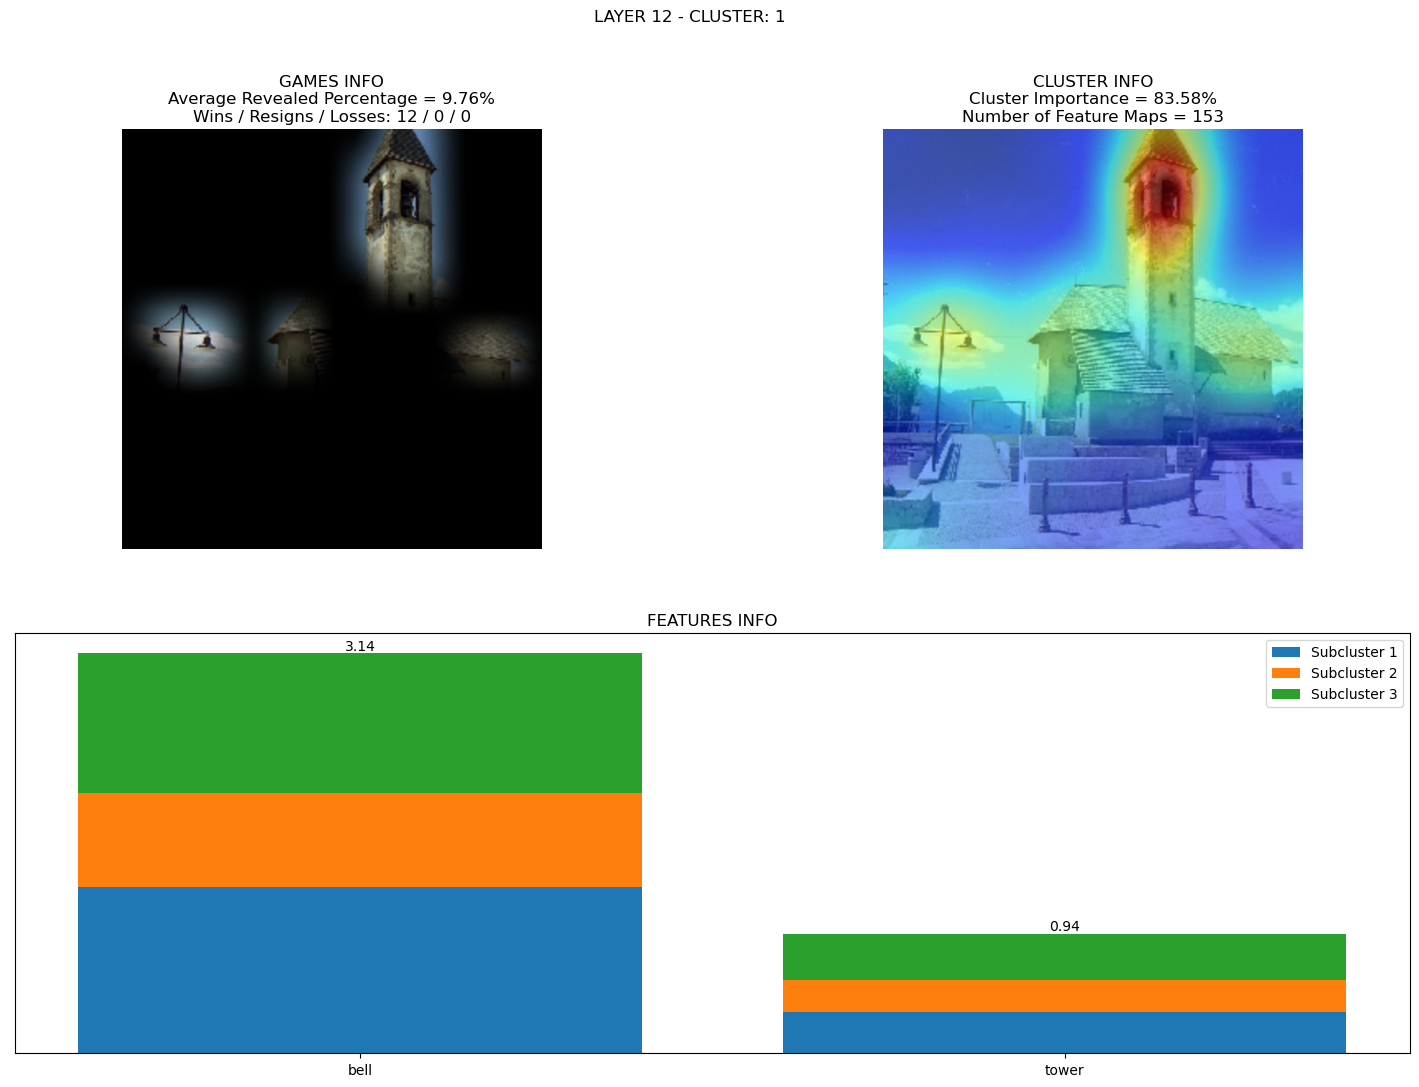 LAYER 12 - CLUSTER: 1
GAMES INFO
Average Revealed Percentage = 9.76%
Wins / Resigns / Losses: 12 / 0 / 0
CLUSTER INFO
Cluster Importance = 83.58%
Number of Feature Maps = 153
FEATURES INFO
3.14
0.94
Subcluster 1
Subcluster 2
Subcluster 3
bell
tower